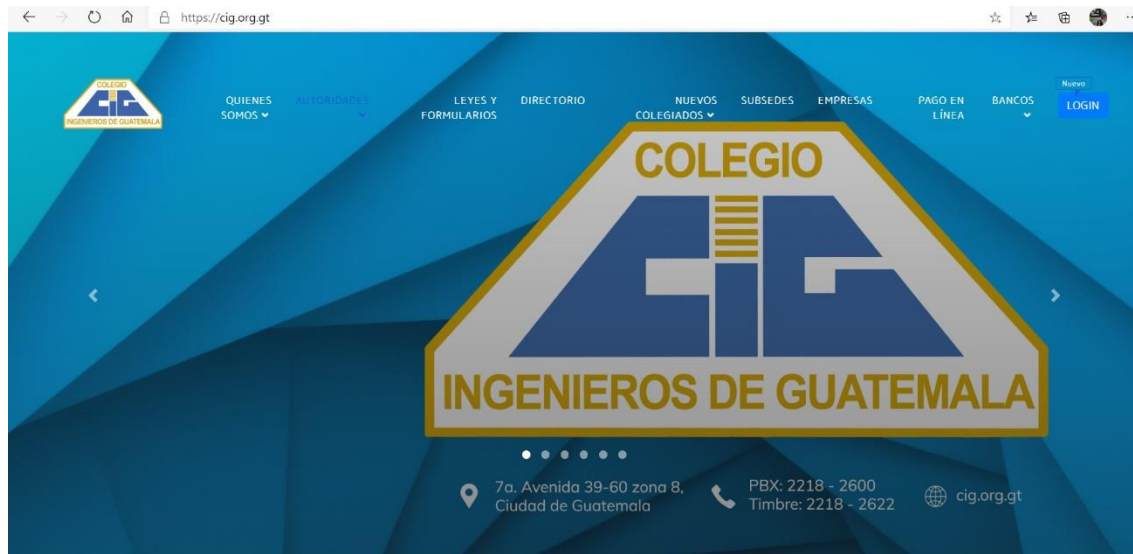 https://cig.org.gt
COLEGIO
CIG
INGENIEROS DE GUATEMALA
QUIENES
SOMOS
AUTORIDADES
LEYES Y
FORMULARIOS
DIRECTORIO
NUEVOS
COLEGIADOS
SUBSEDES
EMPRESAS
PAGO EN
LÍNEA
BANCOS
Nuevo
LOGIN
COLEGIO
CiG
INGENIEROS DE GUATEMALA
7a. Avenida 39-60 zona 8,
Ciudad de Guatemala
PBX: 2218 - 2600
Timbre: 2218 - 2622
cig.org.gt